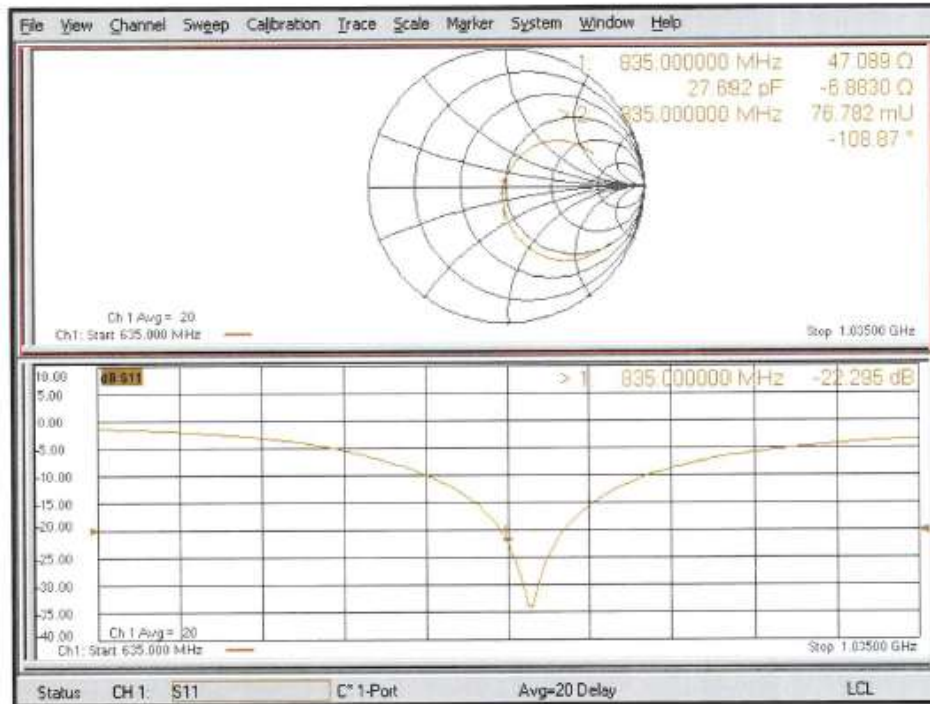 File View Channel Sweep Calibration Trace Scale Marker System Window Help
1: 835.000000 MHz 47.089 Ω
27.692 pF -6.8830 Ω
> 2: 835.000000 MHz 76.782 mU
-108.87 °
Ch 1 Avg = 20
Ch1: Start 635.000 MHz Stop 1.03500 GHz
10.00 dB S11 > 1: 835.000000 MHz -22.295 dB
5.00
0.00
-5.00
-10.00
-15.00
-20.00
-25.00
-30.00
-35.00
-40.00 Ch 1 Avg = 20
Ch1: Start 635.000 MHz Stop 1.03500 GHz
Status CH 1: S11 C* 1-Port Avg=20 Delay LCL